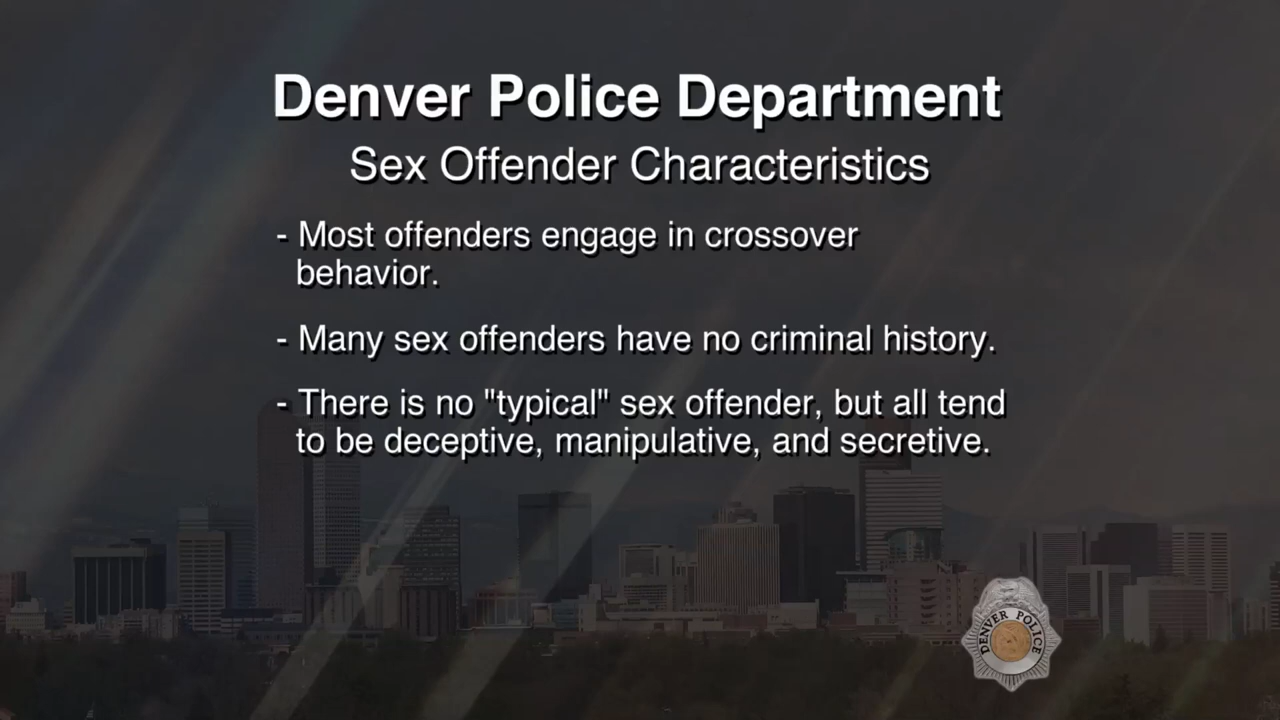 Denver Police Department
Sex Offender Characteristics
- Most offenders engage in crossover
behavior.
- Many sex offenders have no criminal history.
- There is no "typical" sex offender, but all tend
to be deceptive, manipulative, and secretive.
DENVER POLICE